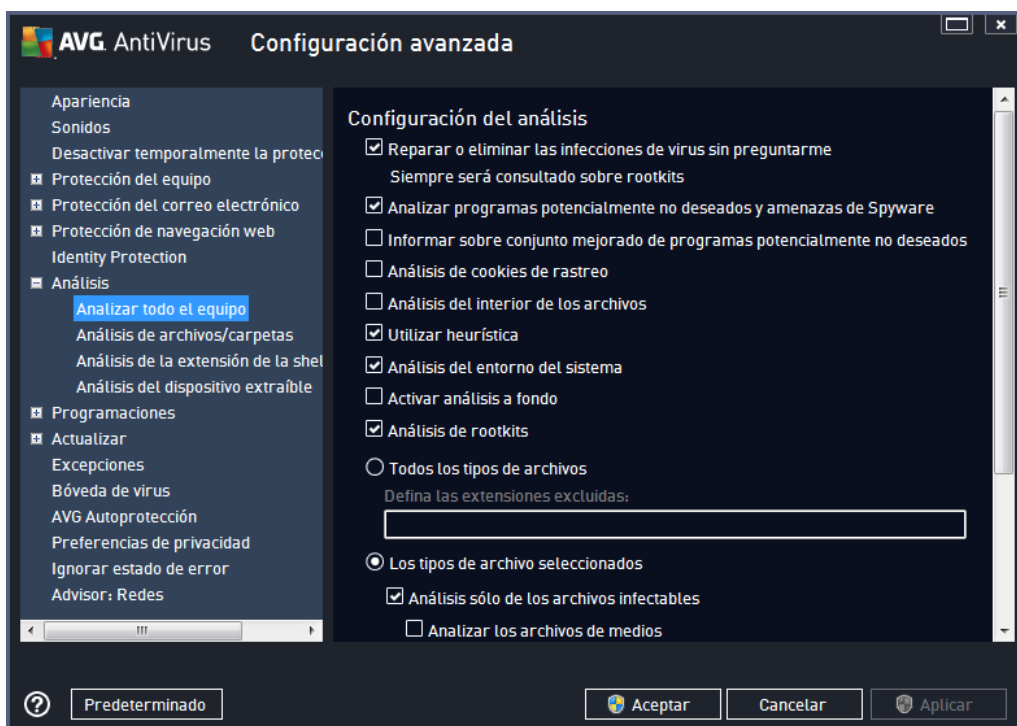 AVG AntiVirus Configuración avanzada
Apariencia
Sonidos
Desactivar temporalmente la protec
Protección del equipo
Protección del correo electrónico
Protección de navegación web
Identity Protection
Análisis
Analizar todo el equipo
Análisis de archivos/carpetas
Análisis de la extensión de la shel
Análisis del dispositivo extraíble
Programaciones
Actualizar
Excepciones
Bóveda de virus
AVG Autoprotección
Preferencias de privacidad
Ignorar estado de error
Advisor: Redes
Configuración del análisis
Reparar o eliminar las infecciones de virus sin preguntarme
Siempre será consultado sobre rootkits
Analizar programas potencialmente no deseados y amenazas de Spyware
Informar sobre conjunto mejorado de programas potencialmente no deseados
Análisis de cookies de rastreo
Análisis del interior de los archivos
Utilizar heurística
Análisis del entorno del sistema
Activar análisis a fondo
Análisis de rootkits
Todos los tipos de archivos
Defina las extensiones excluidas:
Los tipos de archivo seleccionados
Análisis sólo de los archivos infectables
Analizar los archivos de medios
? Predeterminado Aceptar Cancelar Aplicar